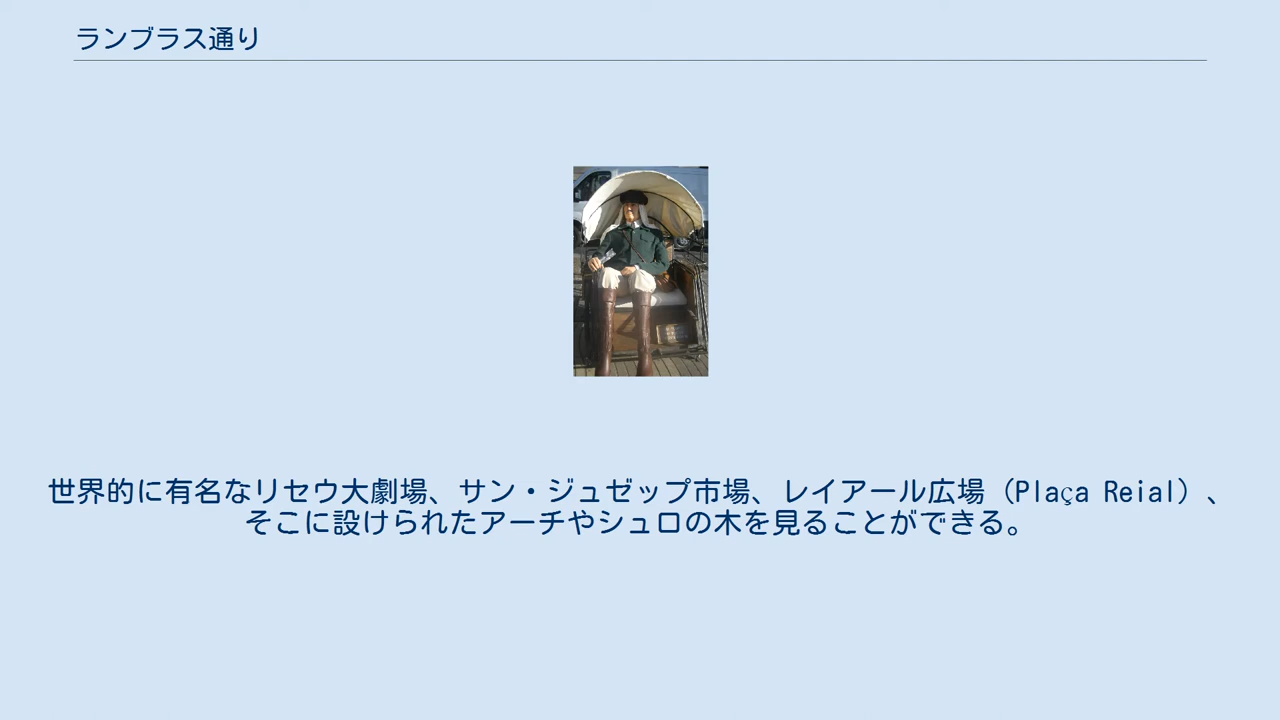 ランブラス通り
世界的に有名なリセウ大劇場、サン・ジュゼップ市場、レイアール広場（Plaça Reial）、
そこに設けられたアーチやシュロの木を見ることができる。